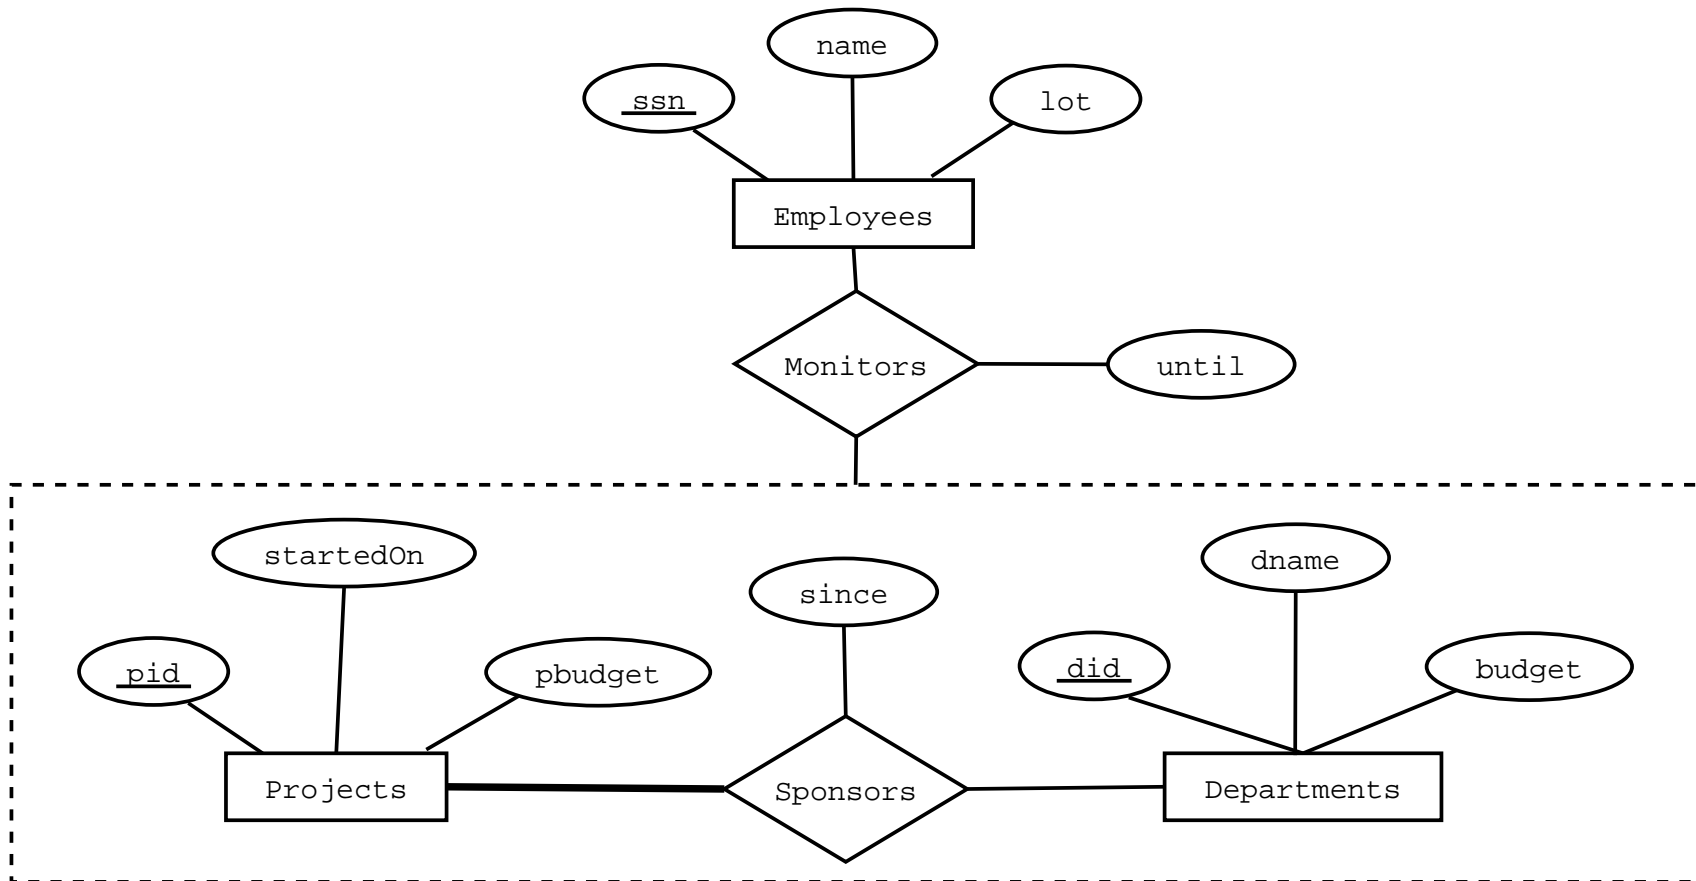 name
ssn
lot
Employees
Monitors
until
startedOn
dname
since
pid
pbudget
did
budget
Projects
Sponsors
Departments